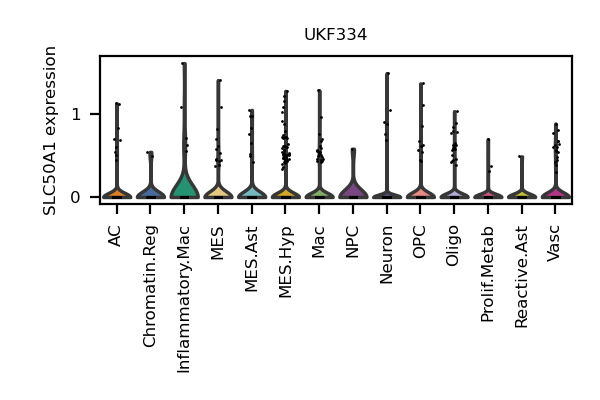 UKF334
SLC50A1 expression
1
0
AC
Chromatin.Reg
Inflammatory.Mac
MES
MES.Ast
MES.Hyp
Mac
NPC
Neuron
OPC
Oligo
Prolif.Metab
Reactive.Ast
Vasc